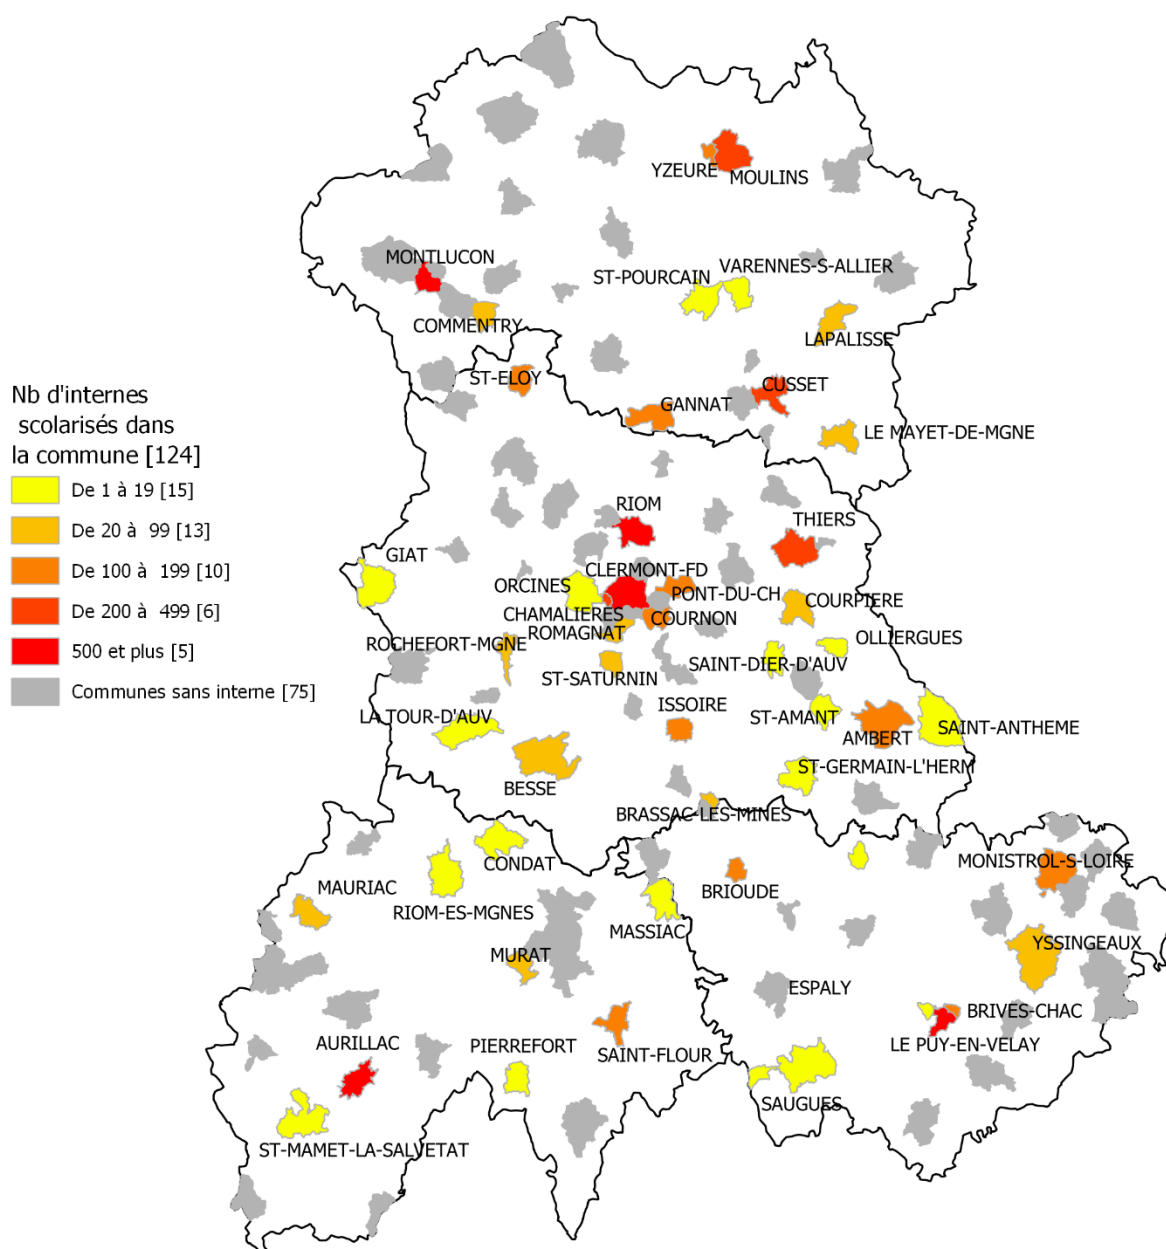 YZEURE
MOULINS
MONTLUCON
ST-POURCAIN
VARENNES-S-ALLIER
COMMENTRY
LAPALISSE
ST-ELOY
CUSSET
GANNAT
LE MAYET-DE-MGNE
Nb d'internes
scolarisés dans
la commune [124]
De 1 à 19 [15]
De 20 à 99 [13]
De 100 à 199 [10]
De 200 à 499 [6]
500 et plus [5]
Communes sans interne [75]
RIOM
THIERS
GIAT
CLERMONT-FD
ORCINES
PONT-DU-CH
CHAMALIERES
COURNON
COURPIERE
ROMAGNAT
OLLIERGUES
ROCHEFORT-MGNE
SAINT-DIER-D'AUV
ST-SATURNIN
ISSOIRE
LA TOUR-D'AUV
ST-AMANT
SAINT-ANTHEME
AMBERT
ST-GERMAIN-L'HERM
BESSE
BRASSAC-LES-MINES
CONDAT
MONISTROL-S-LOIRE
MAURIAC
BRIOUDE
RIOM-ES-MGNES
MASSIAC
YSSINGEAUX
MURAT
ESPALY
BRIVES-CHAC
AURILLAC
PIERREFORT
LE PUY-EN-VELAY
SAINT-FLOUR
SAUGUES
ST-MAMET-LA-SALVETAT